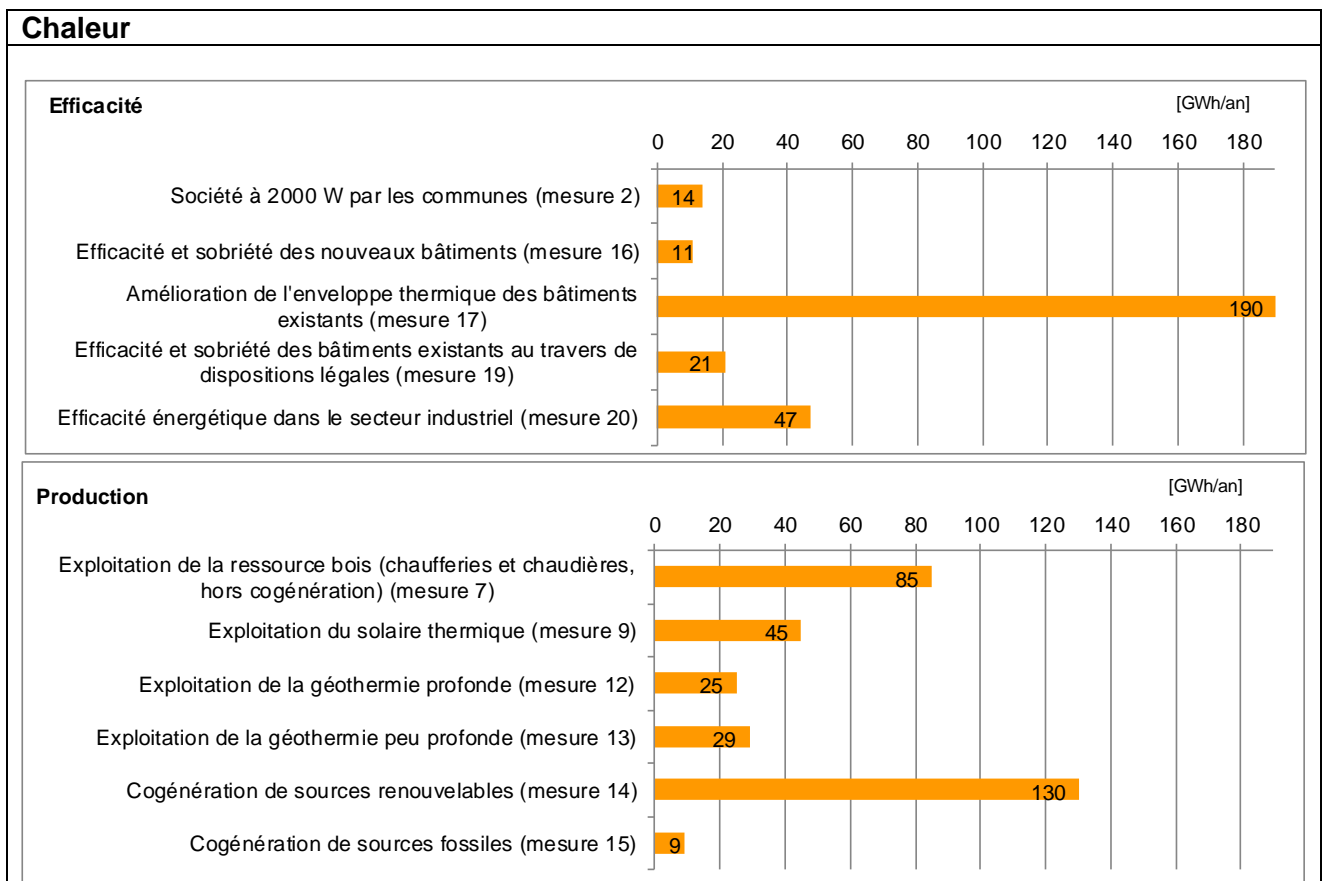 Chaleur
Efficacité
[GWh/an]
0 20 40 60 80 100 120 140 160 180
Société à 2000 W par les communes (mesure 2) 14
Efficacité et sobriété des nouveaux bâtiments (mesure 16) 11
Amélioration de l'enveloppe thermique des bâtiments
existants (mesure 17) 190
Efficacité et sobriété des bâtiments existants au travers de
dispositions légales (mesure 19) 21
Efficacité énergétique dans le secteur industriel (mesure 20) 47
Production
[GWh/an]
0 20 40 60 80 100 120 140 160 180
Exploitation de la ressource bois (chaufferies et chaudières,
hors cogénération) (mesure 7) 85
Exploitation du solaire thermique (mesure 9) 45
Exploitation de la géothermie profonde (mesure 12) 25
Exploitation de la géothermie peu profonde (mesure 13) 29
Cogénération de sources renouvelables (mesure 14) 130
Cogénération de sources fossiles (mesure 15) 9